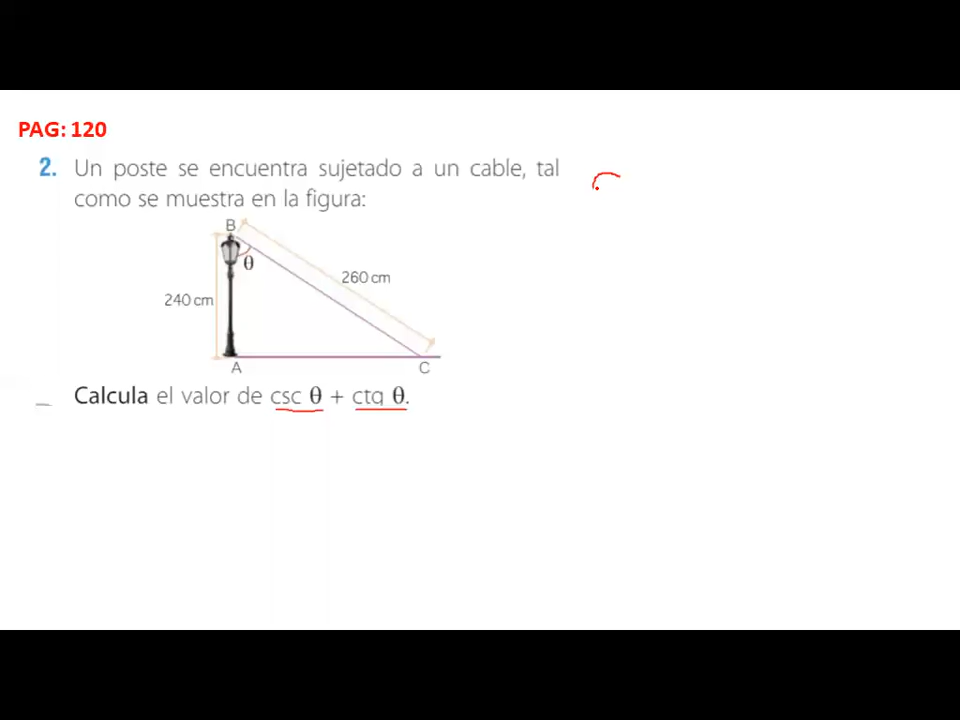 PAG: 120
2. Un poste se encuentra sujetado a un cable, tal
como se muestra en la figura:
B
θ
260 cm
240 cm
A
C
Calcula el valor de csc θ + ctg θ.